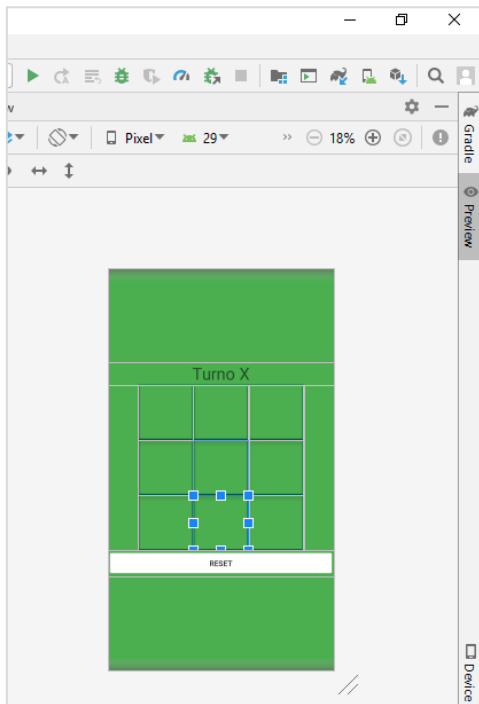 w
Pixel
29
18%
Gradle
Preview
Turno X
RESET
Device